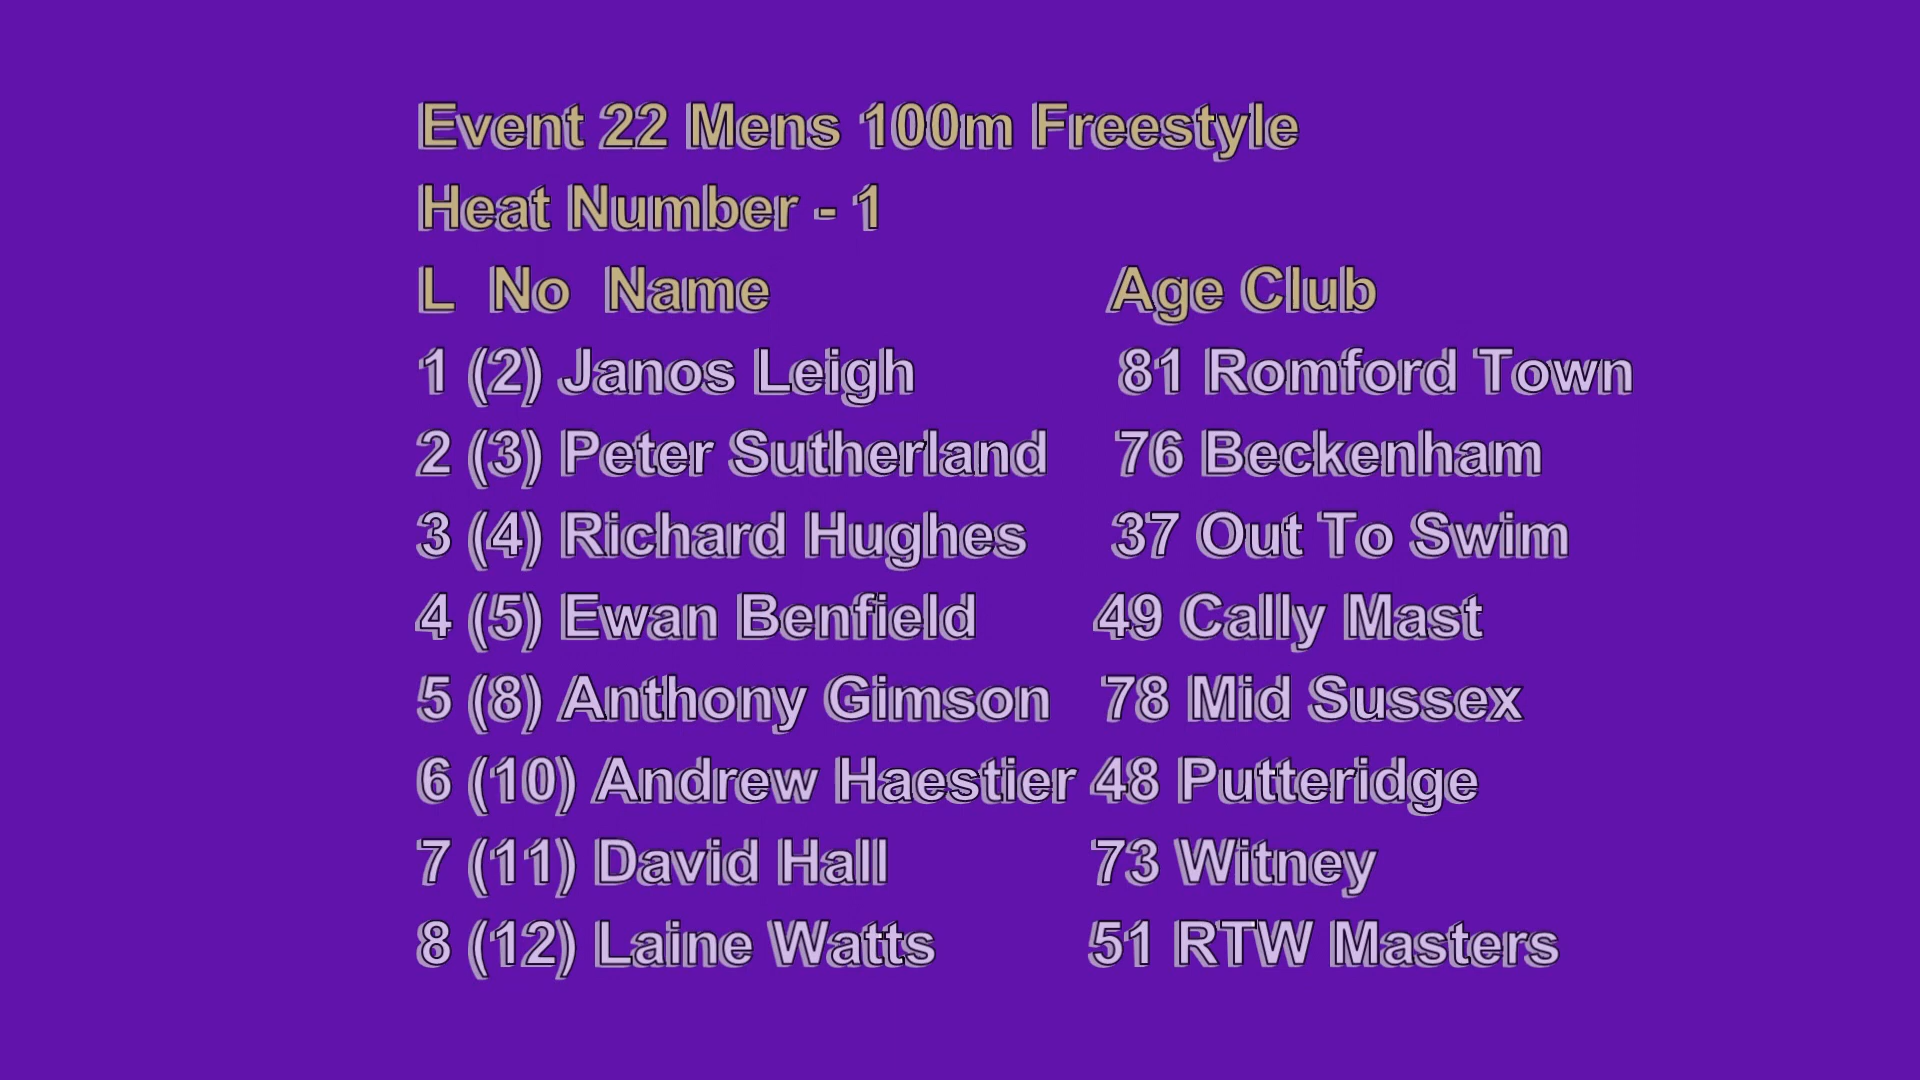 Event 22 Mens 100m Freestyle
Heat Number - 1
L No Name Age Club
1 (2) Janos Leigh 81 Romford Town
2 (3) Peter Sutherland 76 Beckenham
3 (4) Richard Hughes 37 Out To Swim
4 (5) Ewan Benfield 49 Cally Mast
5 (8) Anthony Gimson 78 Mid Sussex
6 (10) Andrew Haestier 48 Putteridge
7 (11) David Hall 73 Witney
8 (12) Laine Watts 51 RTW Masters